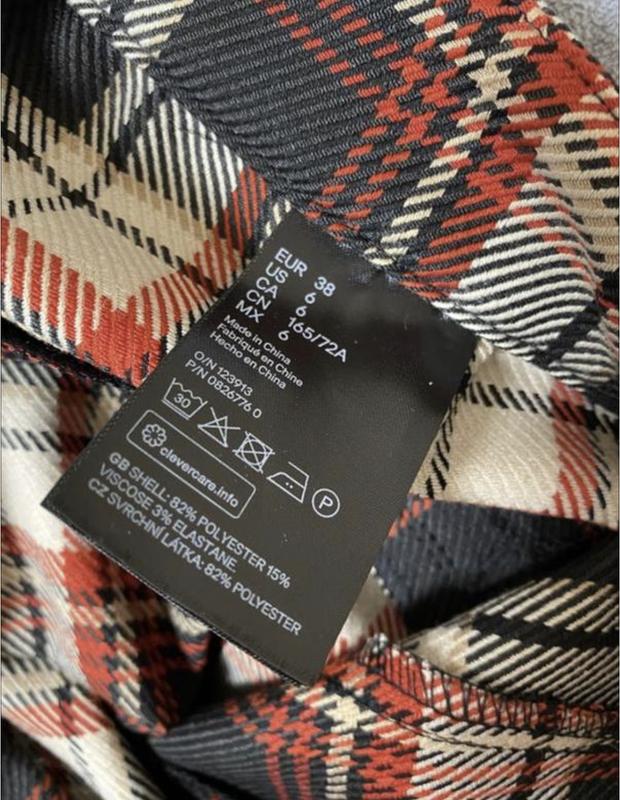 EUR 38
US 6
CA 6
CN 165/72A
MX 6
Made in China
Fabriqué en Chine
Hecho en China
O/N 123913
P/N 0826776 0
30 P
clevercare.info
GB SHELL: 82% POLYESTER 15%
VISCOSE 3% ELASTANE
CZ SVRCHNÍ LÁTKA: 82% POLYESTER